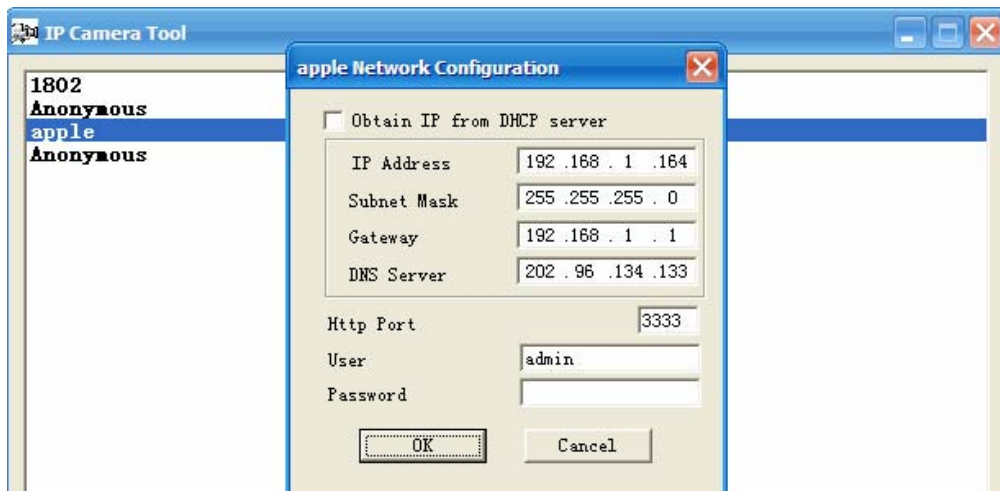 IP Camera Tool
1802
Anonymous
apple
Anonymous
apple Network Configuration
Obtain IP from DHCP server
IP Address 192 .168 . 1 .164
Subnet Mask 255 .255 .255 . 0
Gateway 192 .168 . 1 . 1
DNS Server 202 . 96 .134 .133
Http Port 3333
User admin
Password
OK Cancel